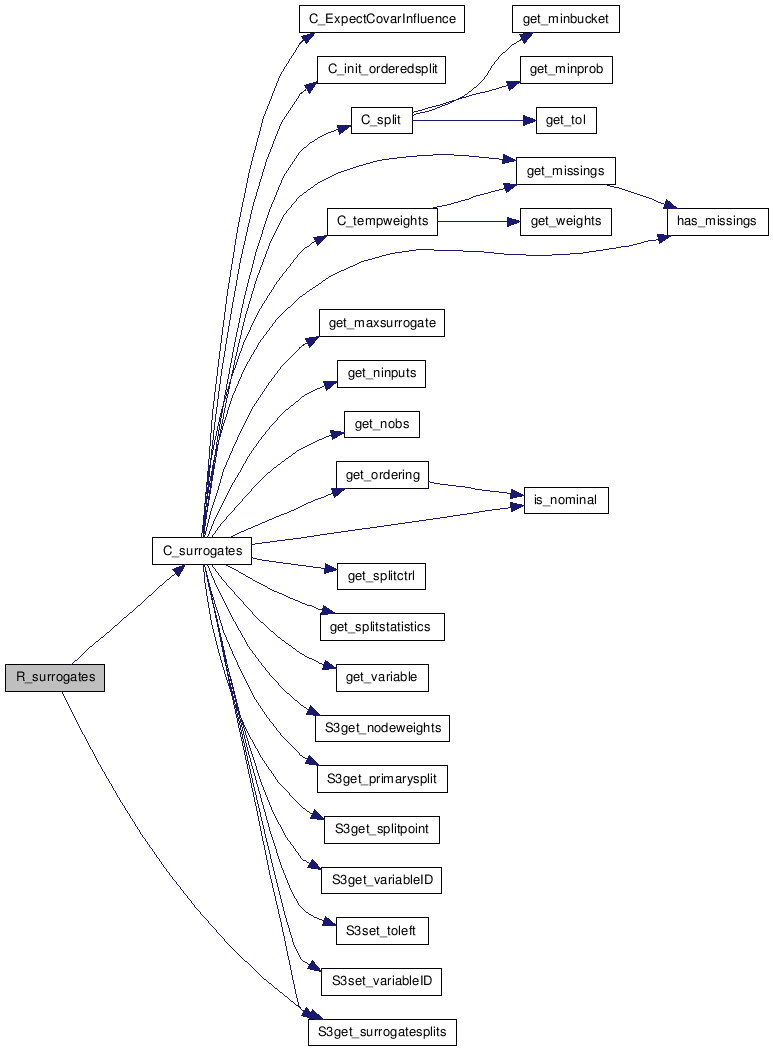 C_ExpectCovarInfluence
get_minbucket
C_init_orderedsplit
get_minprob
C_split
get_tol
get_missings
C_tempweights
get_weights
has_missings
get_maxsurrogate
get_ninputs
get_nobs
get_ordering
is_nominal
C_surrogates
get_splitctrl
get_splitstatistics
get_variable
R_surrogates
S3get_nodeweights
S3get_primarysplit
S3get_splitpoint
S3get_variableID
S3set_toleft
S3set_variableID
S3get_surrogatesplits